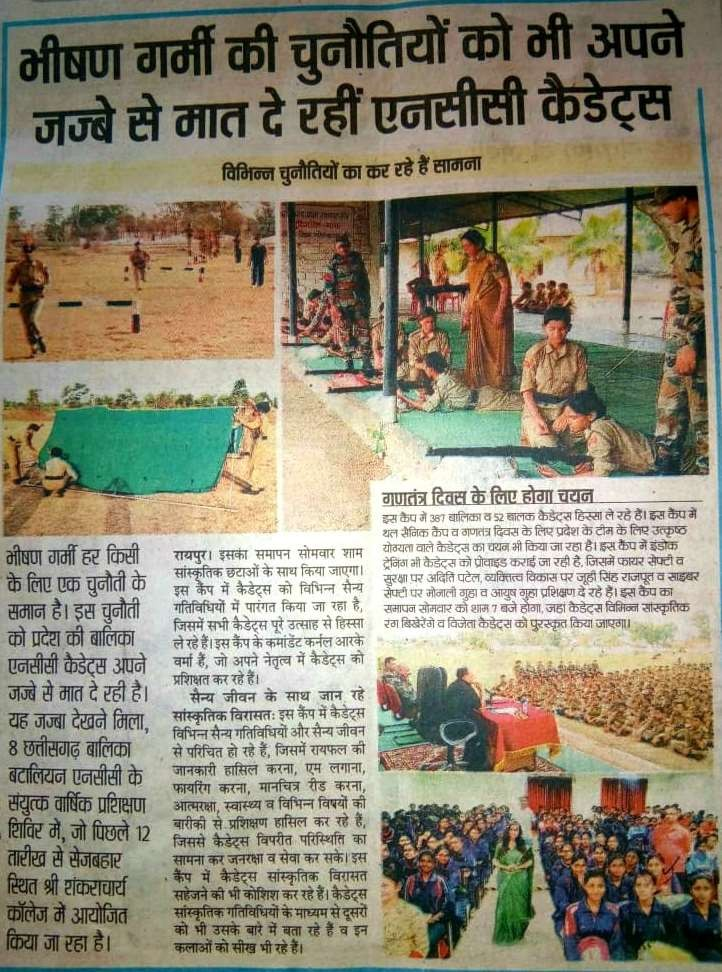 भीषण गर्मी की चुनौतियों को भी अपने
जज्बे से मात दे रहीं एनसीसी कैडेट्स
विभिन्न चुनौतियों का कर रहे हैं सामना
भीषण गर्मी हर किसी
के लिए एक चुनौती के
समान है। इस चुनौती
को प्रदेश की बालिका
एनसीसी कैडेट्स अपने
जज्बे से मात दे रही है।
यह जज्बा देखने मिला,
8 छत्तीसगढ़ बालिका
बटालियन एनसीसी के
संयुत्क वार्षिक प्रशिक्षण
शिविर में, जो पिछले 12
तारीख से सेजबहार
स्थित श्री शंकराचार्य
कॉलेज में आयोजित
किया जा रहा है।
रायपुर। इसका समापन सोमवार शाम
सांस्कृतिक छटाओं के साथ किया जाएगा।
इस कैंप में कैडेट्स को विभिन्न सैन्य
गतिविधियों में पारंगत किया जा रहा है,
जिसमें सभी कैडेट्स पूरे उत्साह से हिस्सा
ले रहे हैं। इस कैंप के कमांडेंट कर्नल आरके
वर्मा हैं, जो अपने नेतृत्व में कैडेट्स को
प्रशिक्षत कर रहे हैं।
सैन्य जीवन के साथ जान रहे
सांस्कृतिक विरासतः इस कैंप में कैडेट्स
विभिन्न सैन्य गतिविधियों और सैन्य जीवन
से परिचित हो रहे हैं, जिसमें रायफल की
जानकारी हासिल करना, एम लगाना,
फायरिंग करना, मानचित्र रीड करना,
आत्मरक्षा, स्वास्थ्य व विभिन्न विषयों की
बारीकी से प्रशिक्षण हासिल कर रहे हैं,
जिससे कैडेट्स विपरीत परिस्थिति का
सामना कर जनरक्षा व सेवा कर सकें। इस
कैंप में कैडेट्स सांस्कृतिक विरासत
सहेजने की भी कोशिश कर रहे हैं। कैडेट्स
सांस्कृतिक गतिविधियों के माध्यम से दूसरों
को भी उसके बारे में बता रहे हैं व इन
कलाओं को सीख भी रहे हैं।
गणतंत्र दिवस के लिए होगा चयन
इस कैंप में 387 बालिका व 52 बालक कैडेट्स हिस्सा ले रहे हैं। इस कैंप में
थल सैनिक कैंप व गणतंत्र दिवस के लिए प्रदेश के टीम के लिए उत्कृष्ठ
योग्यता वाले कैडेट्स का चयन भी किया जा रहा है। इस कैंप में इंडोर
ट्रेनिंग भी कैडेट्स को प्रोवाइड कराई जा रही है, जिसमें फायर सेफ्टी व
सुरक्षा पर अदिति पटेल, व्यक्तित्व विकास पर जूही सिंह राजपूत व साइबर
सेफ्टी पर मोनाली गुहा व आयुष गुहा प्रशिक्षण दे रहे हैं। इस कैंप का
समापन सोमवार को शाम 7 बजे होगा, जहां कैडेट्स विभिन्न सांस्कृतिक
रंग बिखेरेंगे व विजेता कैडेट्स को पुरस्कृत किया जाएगा।